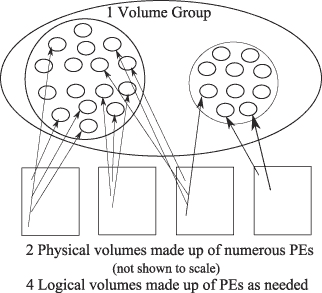 1 Volume Group
2 Physical volumes made up of numerous PEs
(not shown to scale)
4 Logical volumes made up of PEs as needed